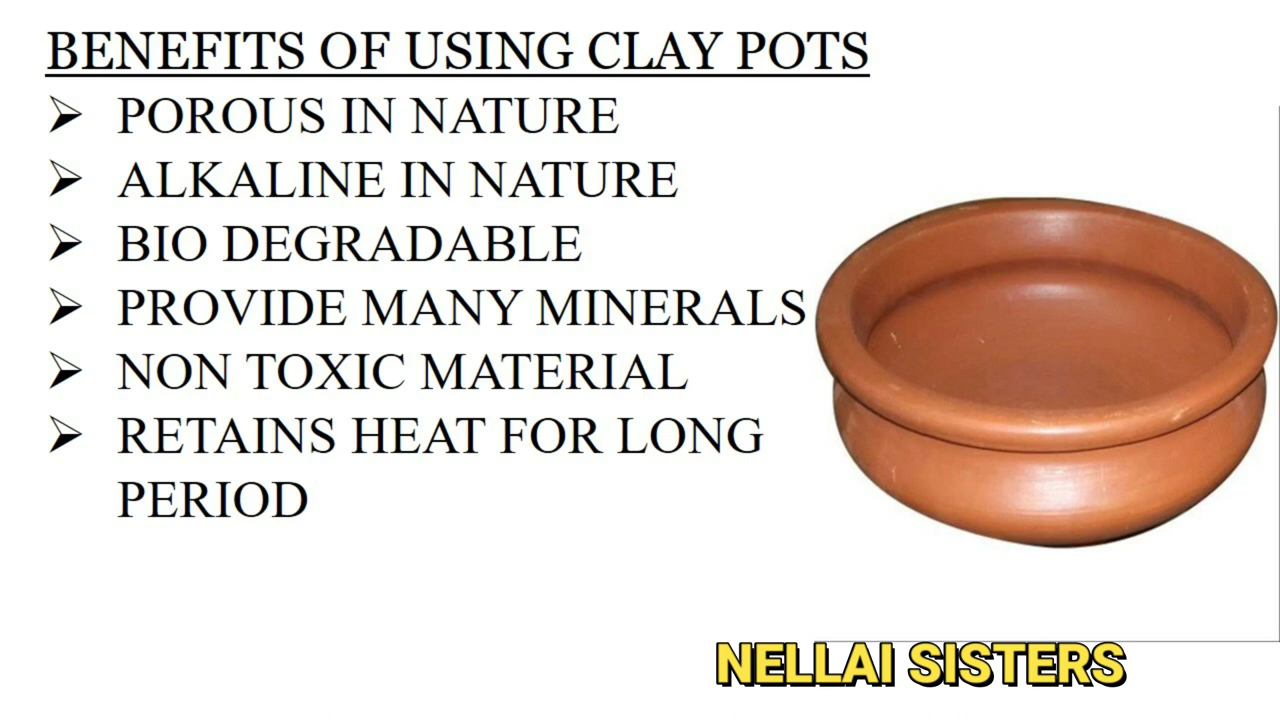 BENEFITS OF USING CLAY POTS
➢ POROUS IN NATURE
➢ ALKALINE IN NATURE
➢ BIO DEGRADABLE
➢ PROVIDE MANY MINERALS
➢ NON TOXIC MATERIAL
➢ RETAINS HEAT FOR LONG
PERIOD
NELLAI SISTERS